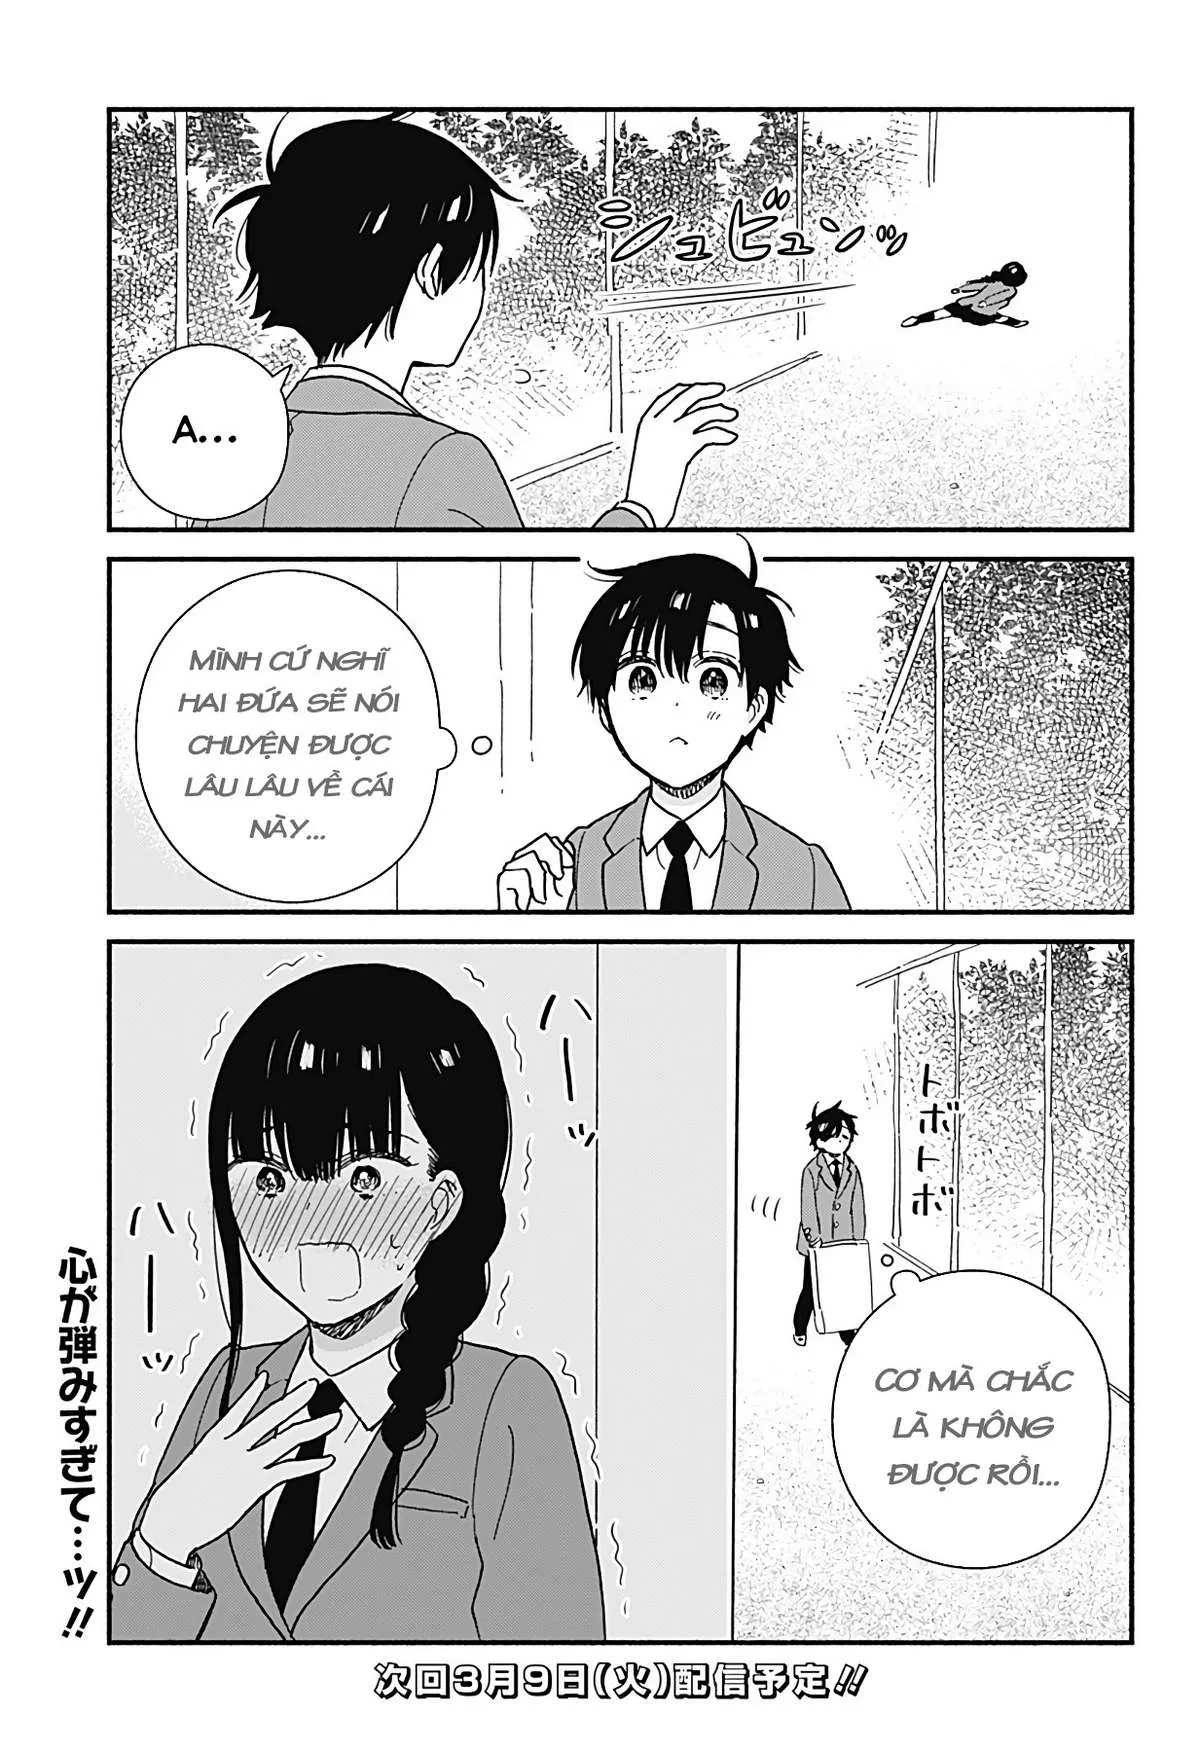 シュビュンッ
A...
MÌNH CỨ NGHĨ
HAI ĐỨA SẼ NÓI
CHUYỆN ĐƯỢC
LÂU LÂU VỀ CÁI
NÀY...
トボトボ
CƠ MÀ CHẮC
LÀ KHÔNG
ĐƯỢC RỒI...
ハーーッ
ハーーッ
心が弾みすぎて…ッ!!
次回3月9日(火)配信予定!!